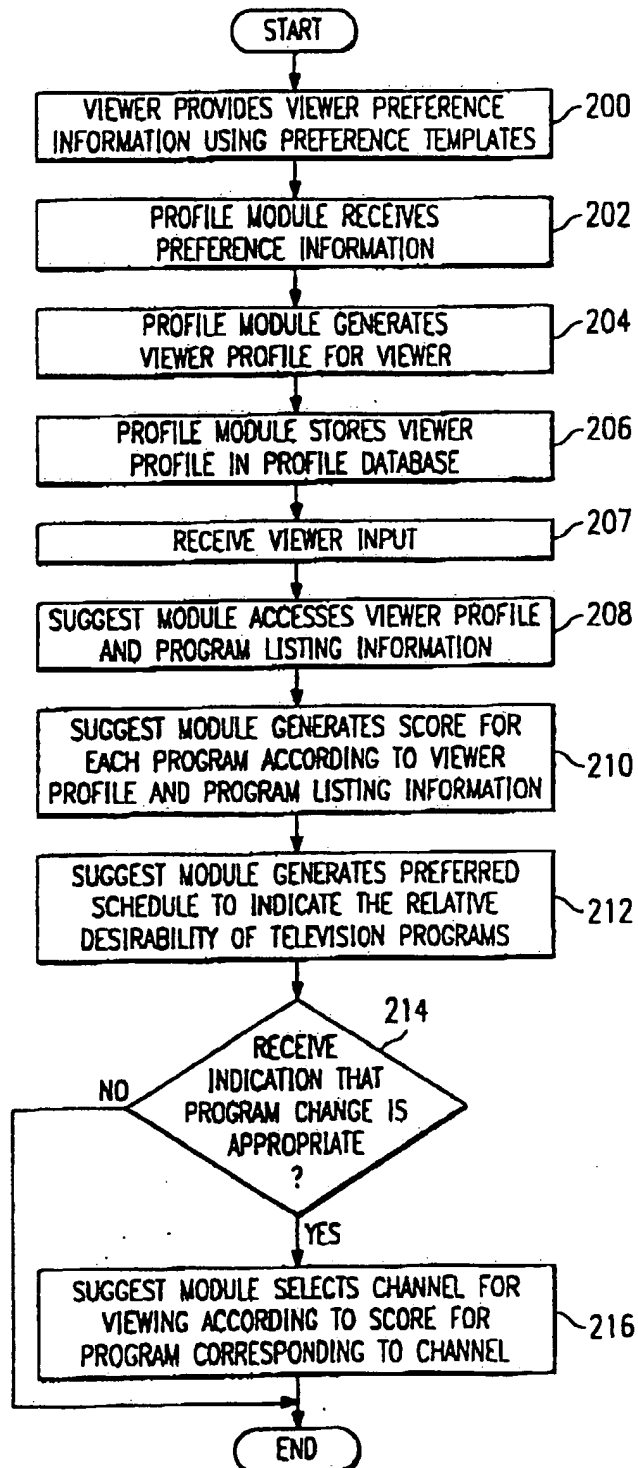 START
VIEWER PROVIDES VIEWER PREFERENCE
INFORMATION USING PREFERENCE TEMPLATES
200
PROFILE MODULE RECEIVES
PREFERENCE INFORMATION
202
PROFILE MODULE GENERATES
VIEWER PROFILE FOR VIEWER
204
PROFILE MODULE STORES VIEWER
PROFILE IN PROFILE DATABASE
206
RECEIVE VIEWER INPUT
207
SUGGEST MODULE ACCESSES VIEWER PROFILE
AND PROGRAM LISTING INFORMATION
208
SUGGEST MODULE GENERATES SCORE FOR
EACH PROGRAM ACCORDING TO VIEWER
PROFILE AND PROGRAM LISTING INFORMATION
210
SUGGEST MODULE GENERATES PREFERRED
SCHEDULE TO INDICATE THE RELATIVE
DESIRABILITY OF TELEVISION PROGRAMS
212
214
RECEIVE
INDICATION THAT
PROGRAM CHANGE IS
APPROPRIATE
?
NO
YES
SUGGEST MODULE SELECTS CHANNEL FOR
VIEWING ACCORDING TO SCORE FOR
PROGRAM CORRESPONDING TO CHANNEL
216
END